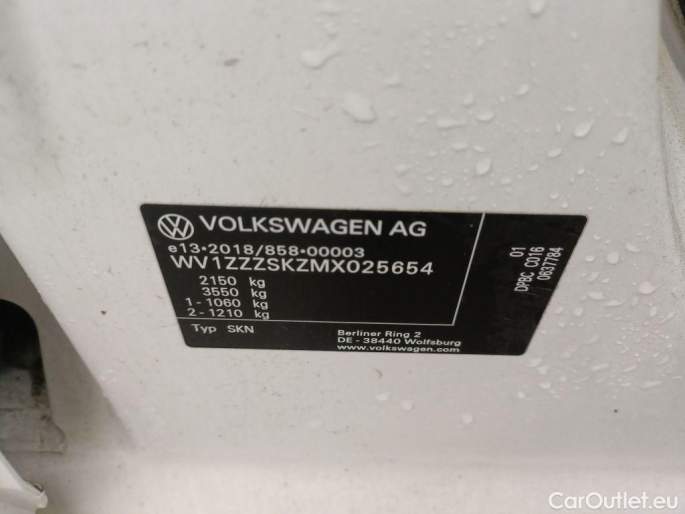 VOLKSWAGEN AG
e13*2018/858*00003
WV1ZZZSKZMX025654
2150 kg
3550 kg
1 - 1060 kg
2 - 1210 kg
Typ SKN
Berliner Ring 2
DE - 38440 Wolfsburg
www.volkswagen.com
01
DPBC C016
0637784
CarOutlet.eu